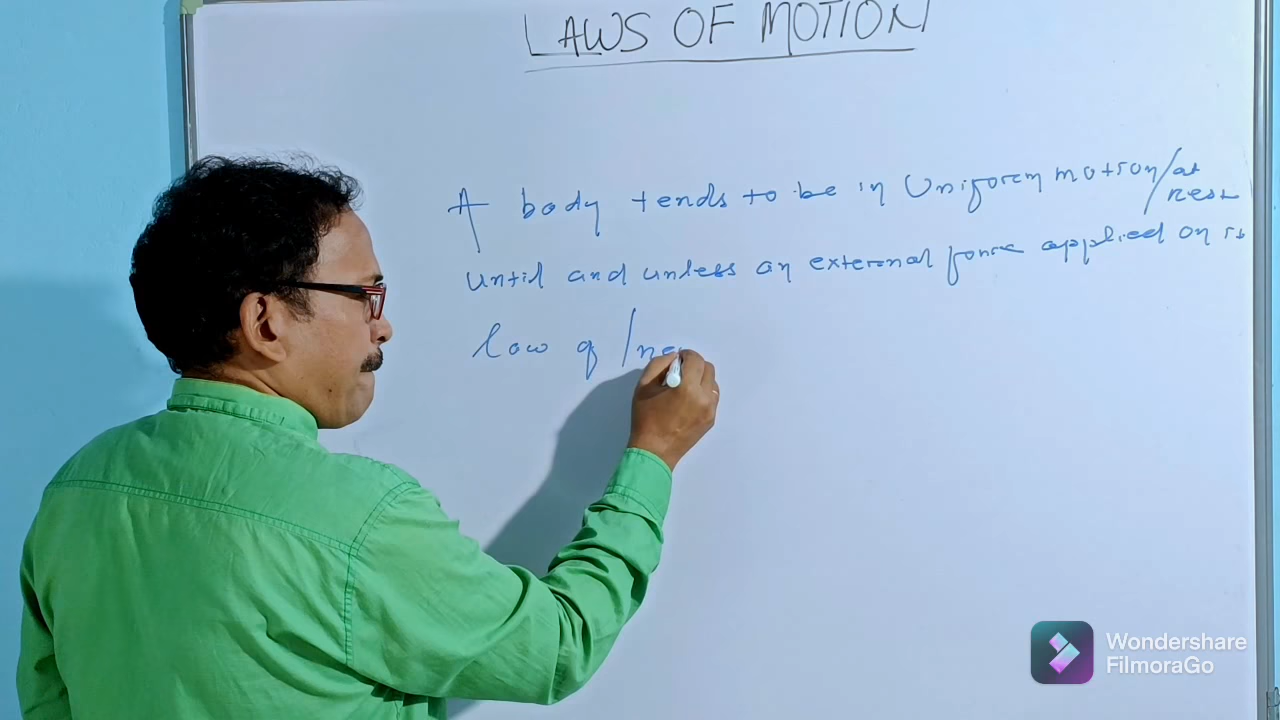 LAWS OF MOTION
A body tends to be in Uniform motion/at rest
until and unless an external force applied on it
law of Ine
Wondershare
FilmoraGo